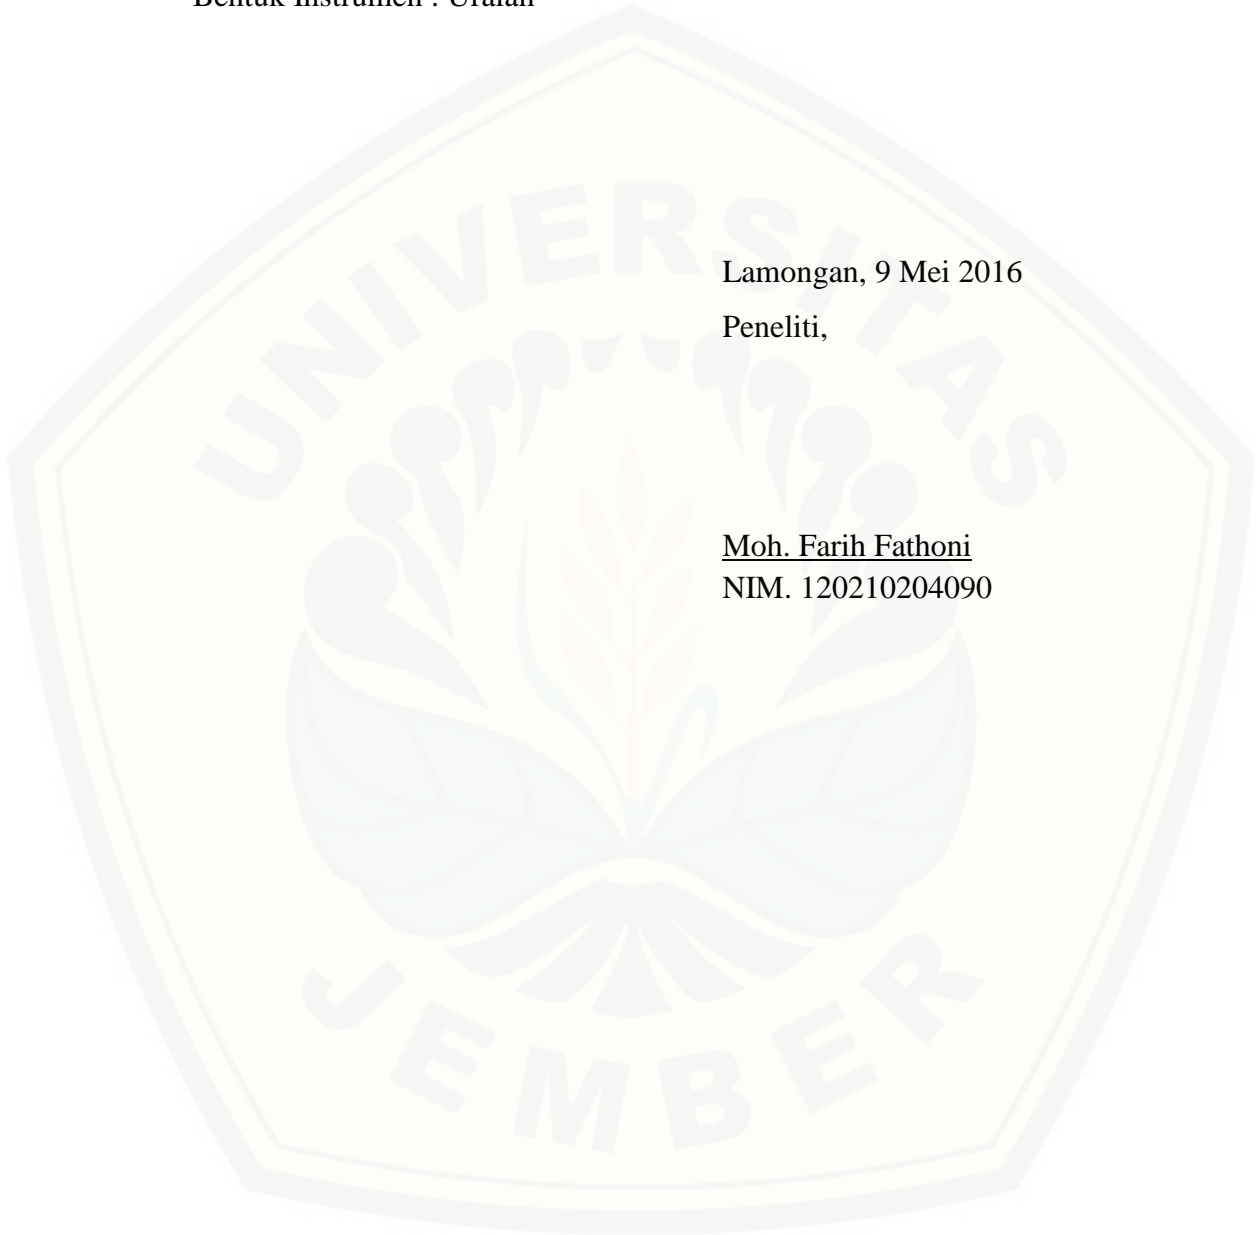 Bentuk Instrumen : Uraian
UNIVERSITAS
Lamongan, 9 Mei 2016
Peneliti,
Moh. Farih Fathoni
NIM. 120210204090
JEMBER